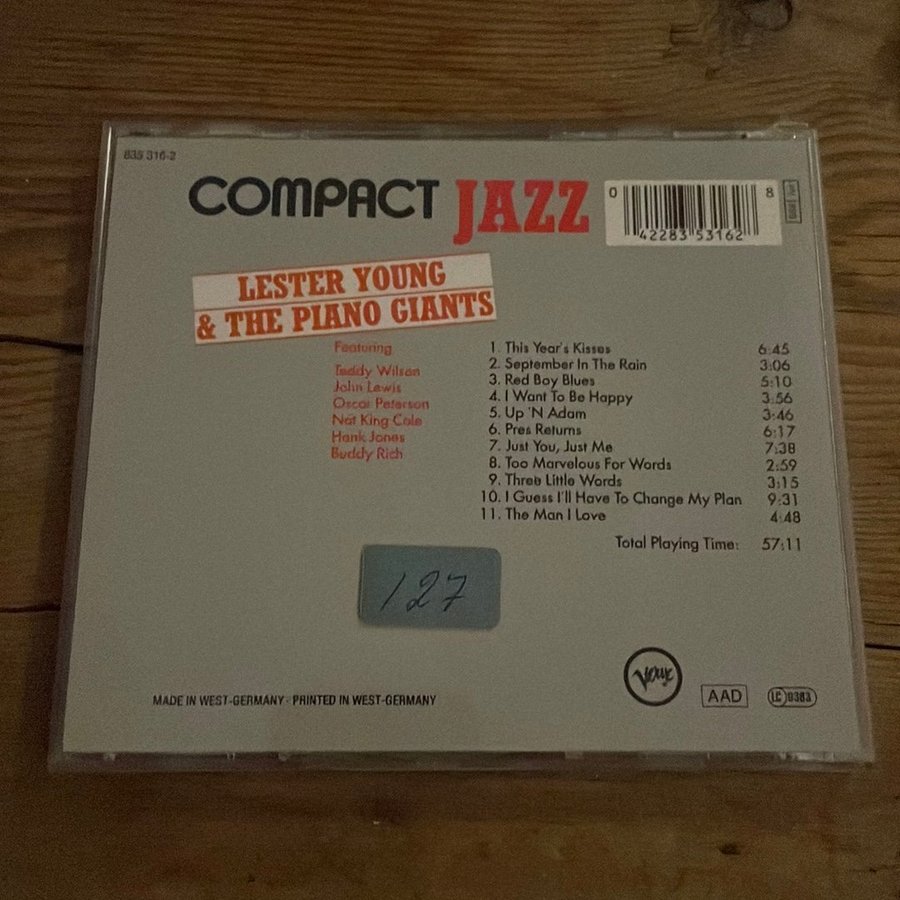 835 316-2
COMPACT JAZZ
0 42283 53162 8
LESTER YOUNG
& THE PIANO GIANTS
Featuring
Teddy Wilson
John Lewis
Oscar Peterson
Nat King Cole
Hank Jones
Buddy Rich
1. This Year's Kisses 6:45
2. September In The Rain 3:06
3. Red Boy Blues 5:10
4. I Want To Be Happy 3:56
5. Up 'N Adam 3:46
6. Pres Returns 6:17
7. Just You, Just Me 7:38
8. Too Marvelous For Words 2:59
9. Three Little Words 3:15
10. I Guess I'll Have To Change My Plan 9:31
11. The Man I Love 4:48
Total Playing Time: 57:11
127
Verve
MADE IN WEST-GERMANY · PRINTED IN WEST-GERMANY
AAD
LC 0383